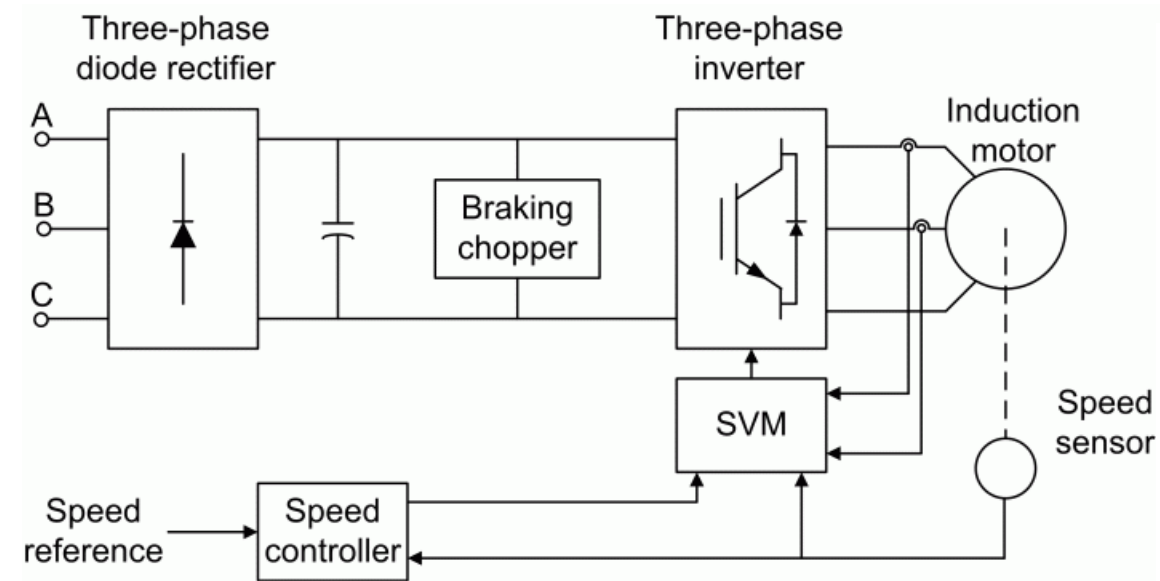 Three-phase
diode rectifier
Three-phase
inverter
A
B
C
Braking
chopper
Induction
motor
SVM
Speed
sensor
Speed
reference
Speed
controller